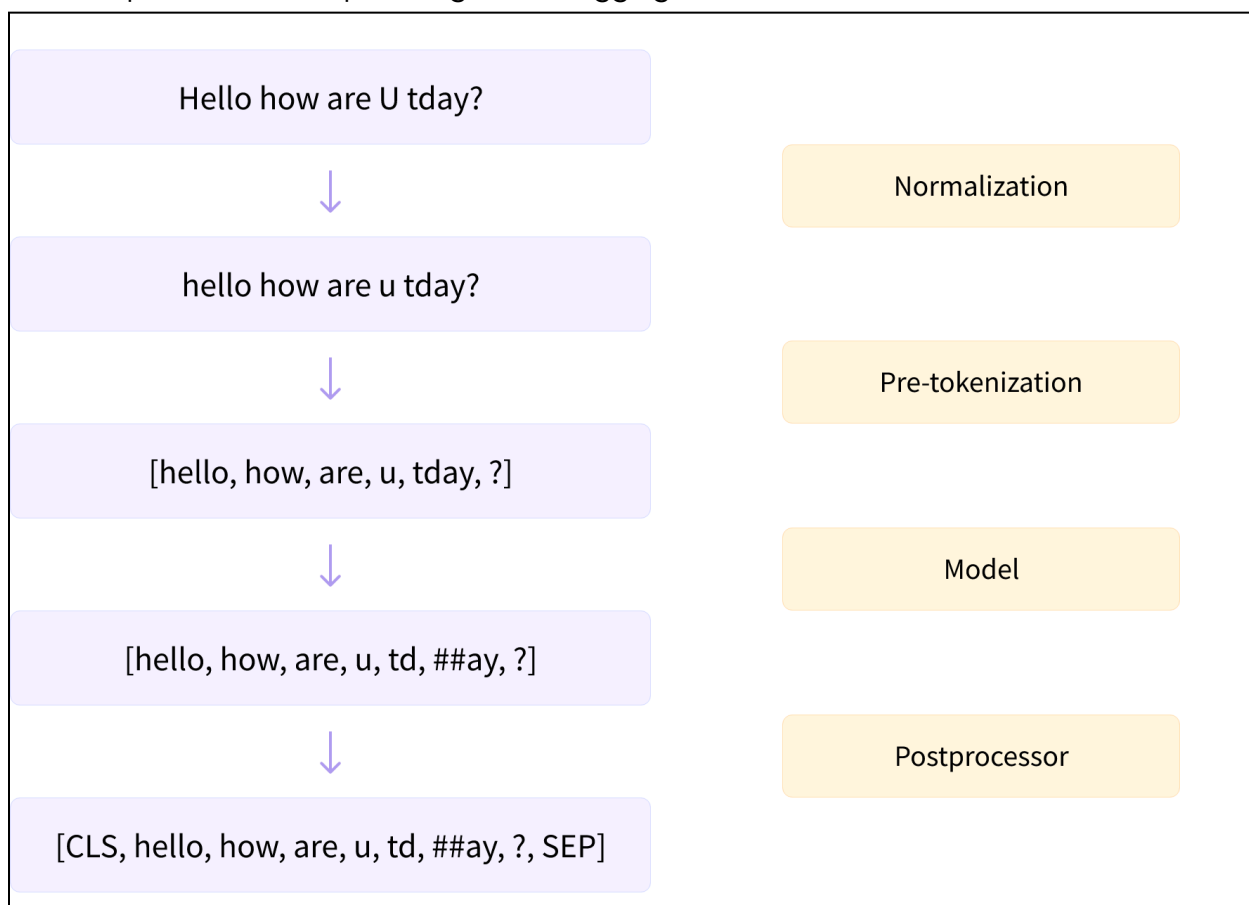 Hello how are U tday?
Normalization
hello how are u tday?
Pre-tokenization
[hello, how, are, u, tday, ?]
Model
[hello, how, are, u, td, ##ay, ?]
Postprocessor
[CLS, hello, how, are, u, td, ##ay, ?, SEP]